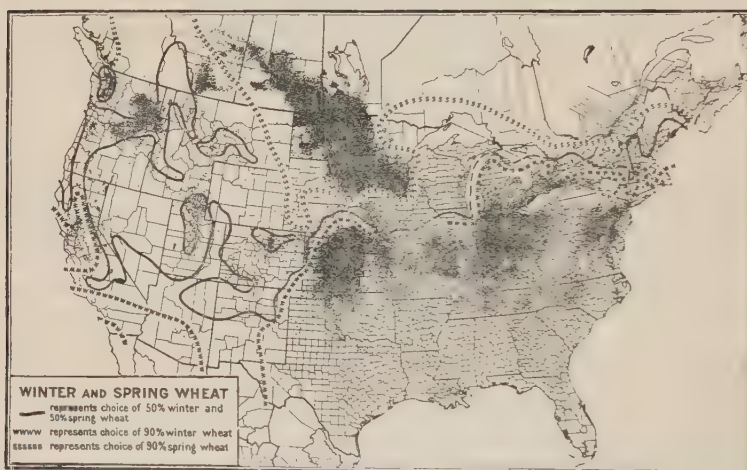 WINTER AND SPRING WHEAT
represents choice of 50% winter and
50% spring wheat
wwww represents choice of 90% winter wheat
ssssss represents choice of 90% spring wheat